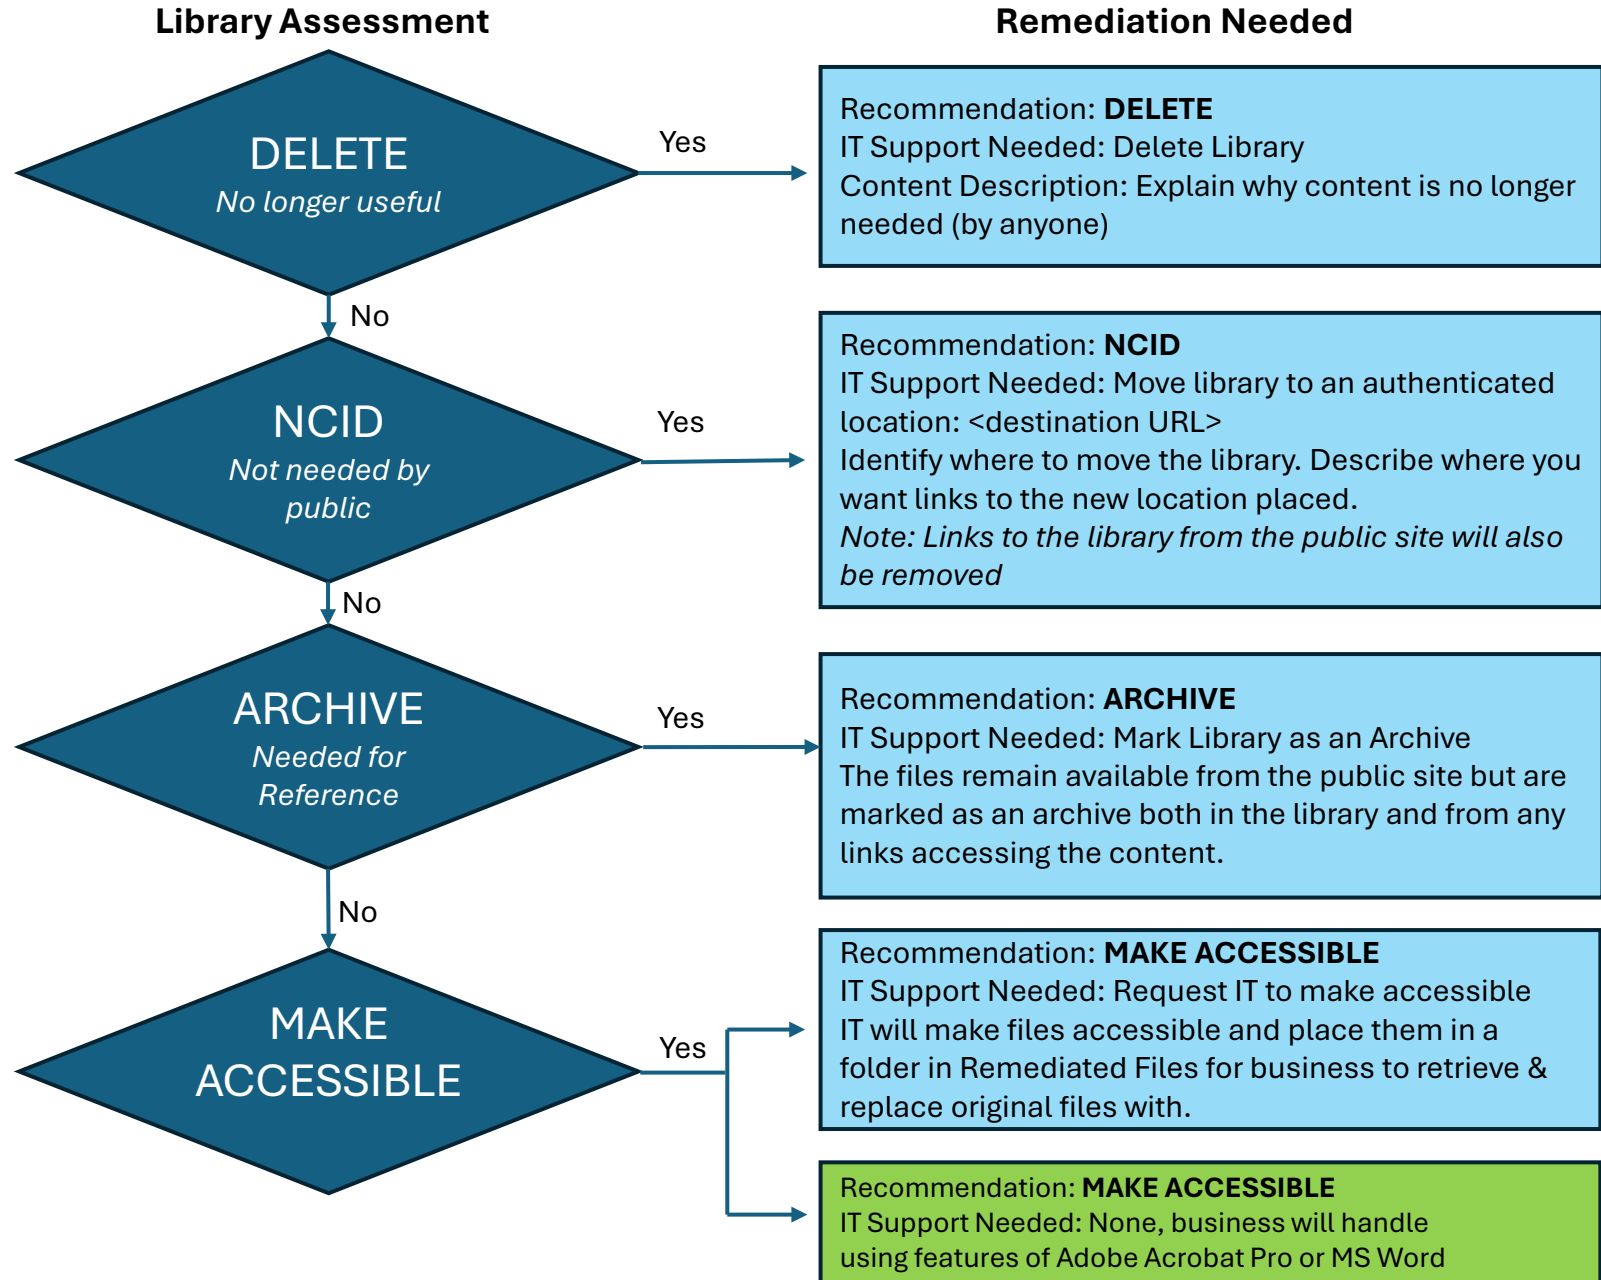 Library Assessment
Remediation Needed
DELETE
No longer useful
Yes
Recommendation: DELETE
IT Support Needed: Delete Library
Content Description: Explain why content is no longer
needed (by anyone)
No
NCID
Not needed by
public
Yes
Recommendation: NCID
IT Support Needed: Move library to an authenticated
location: <destination URL>
Identify where to move the library. Describe where you
want links to the new location placed.
Note: Links to the library from the public site will also
be removed
No
ARCHIVE
Needed for
Reference
Yes
Recommendation: ARCHIVE
IT Support Needed: Mark Library as an Archive
The files remain available from the public site but are
marked as an archive both in the library and from any
links accessing the content.
No
MAKE
ACCESSIBLE
Yes
Recommendation: MAKE ACCESSIBLE
IT Support Needed: Request IT to make accessible
IT will make files accessible and place them in a
folder in Remediated Files for business to retrieve &
replace original files with.
Recommendation: MAKE ACCESSIBLE
IT Support Needed: None, business will handle
using features of Adobe Acrobat Pro or MS Word